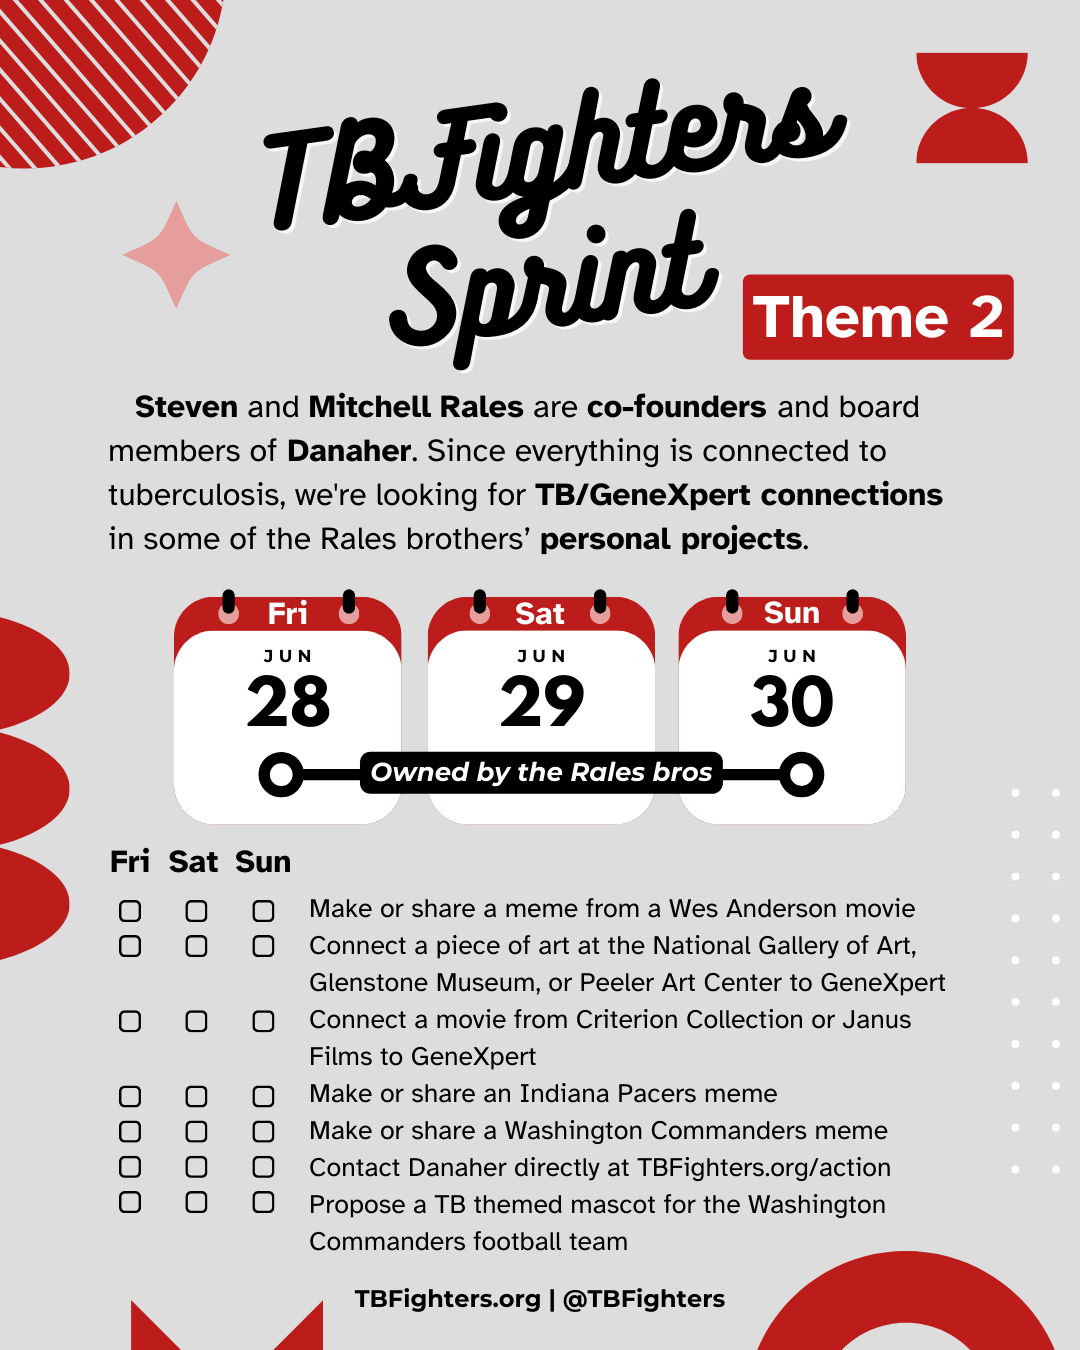 TBFighters
Sprint
Theme 2
Steven and Mitchell Rales are co-founders and board
members of Danaher. Since everything is connected to
tuberculosis, we're looking for TB/GeneXpert connections
in some of the Rales brothers’ personal projects.
Fri Sat Sun
JUN JUN JUN
28 29 30
Owned by the Rales bros
Fri Sat Sun
Make or share a meme from a Wes Anderson movie
Connect a piece of art at the National Gallery of Art,
Glenstone Museum, or Peeler Art Center to GeneXpert
Connect a movie from Criterion Collection or Janus
Films to GeneXpert
Make or share an Indiana Pacers meme
Make or share a Washington Commanders meme
Contact Danaher directly at TBFighters.org/action
Propose a TB themed mascot for the Washington
Commanders football team
TBFighters.org | @TBFighters